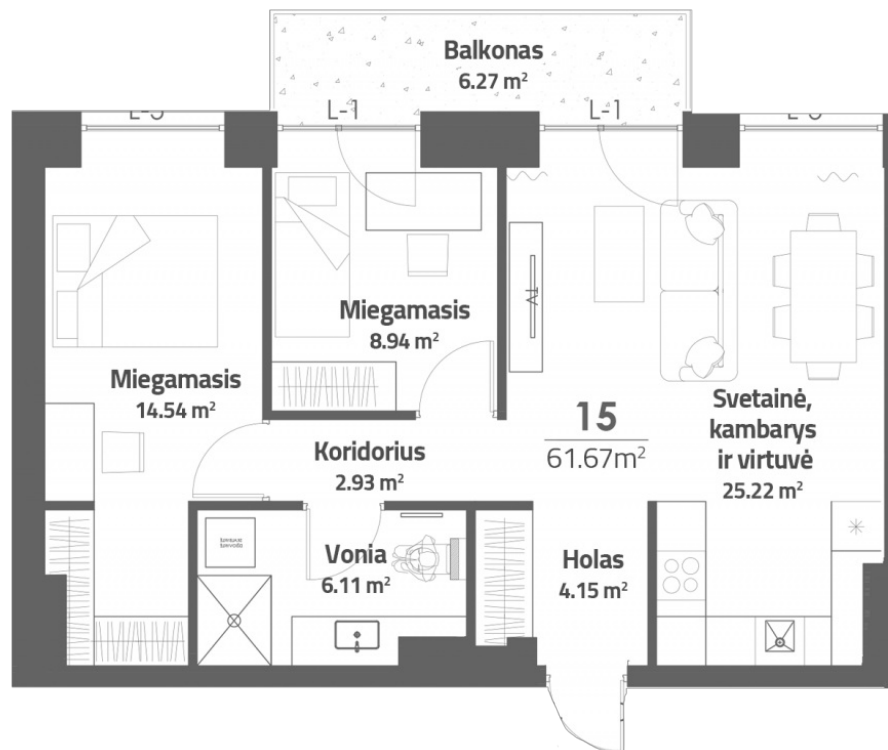 Balkonas
6.27 m²
L-1
L-1
Miegamasis
8.94 m²
TV
Miegamasis
14.54 m²
15
61.67m²
Svetainė,
kambarys
ir virtuvė
25.22 m²
Koridorius
2.93 m²
Vonia
6.11 m²
Holas
4.15 m²